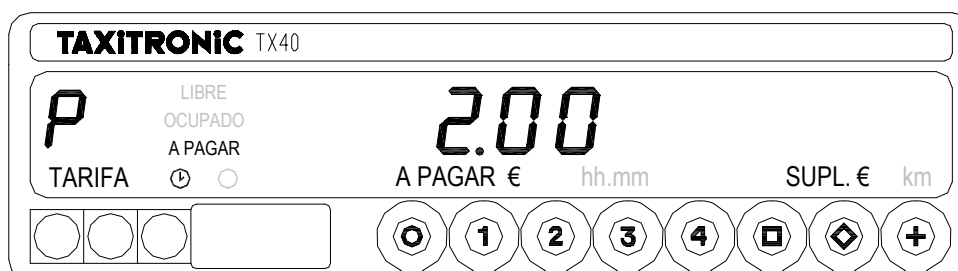 TAXiTRONiC TX40
P
LIBRE
OCUPADO
A PAGAR
2.00
TARIFA
A PAGAR €
hh.mm
SUPL. €
km
0 1 2 3 4 +